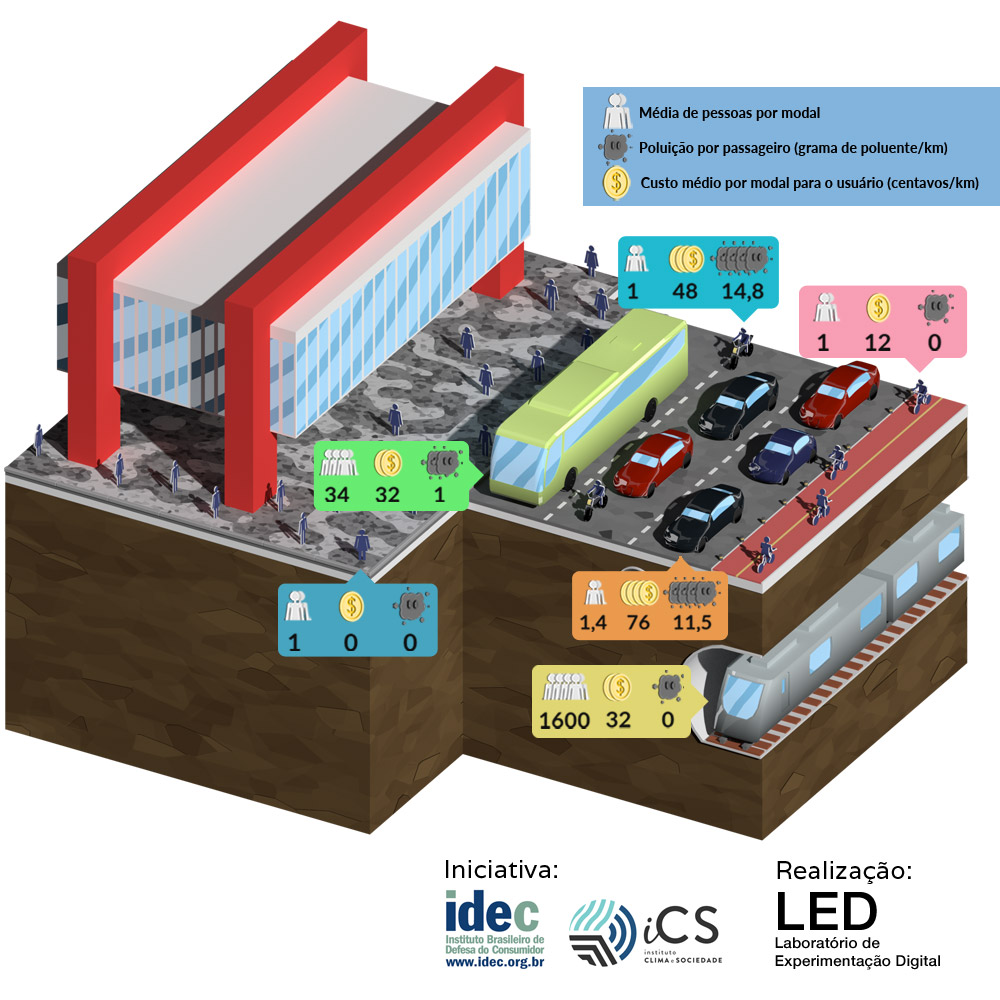 Média de pessoas por modal
Poluição por passageiro (grama de poluente/km)
Custo médio por modal para o usuário (centavos/km)
1 48 14,8
1 12 0
34 32 1
1 0 0
1,4 76 11,5
1600 32 0
Iniciativa:
idec
Instituto Brasileiro de
Defesa do Consumidor
www.idec.org.br
iCS
instituto
CLIMA e SOCIEDADE
Realização:
LED
Laboratório de
Experimentação Digital